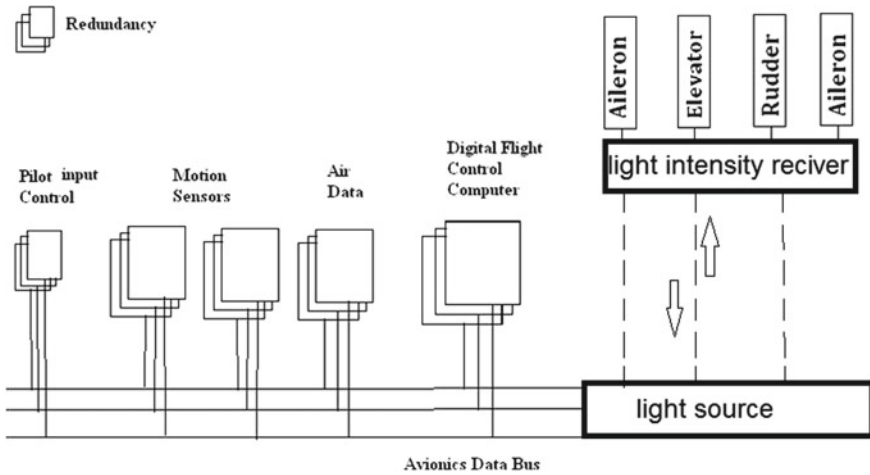 Redundancy
Aileron
Elevator
Rudder
Aileron
light intensity reciver
Pilot input
Control
Motion
Sensors
Air
Data
Digital Flight
Control
Computer
light source
Avionics Data Bus